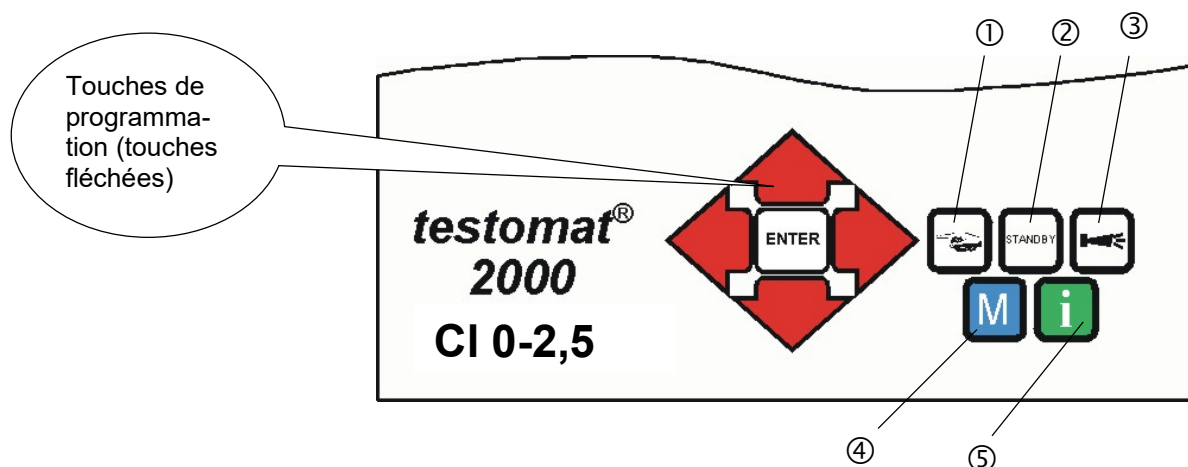 ① ② ③
Touches de
programma-
tion (touches
fléchées)
testomat®
2000
Cl 0-2,5
ENTER
STANDBY
M
i
④
⑤